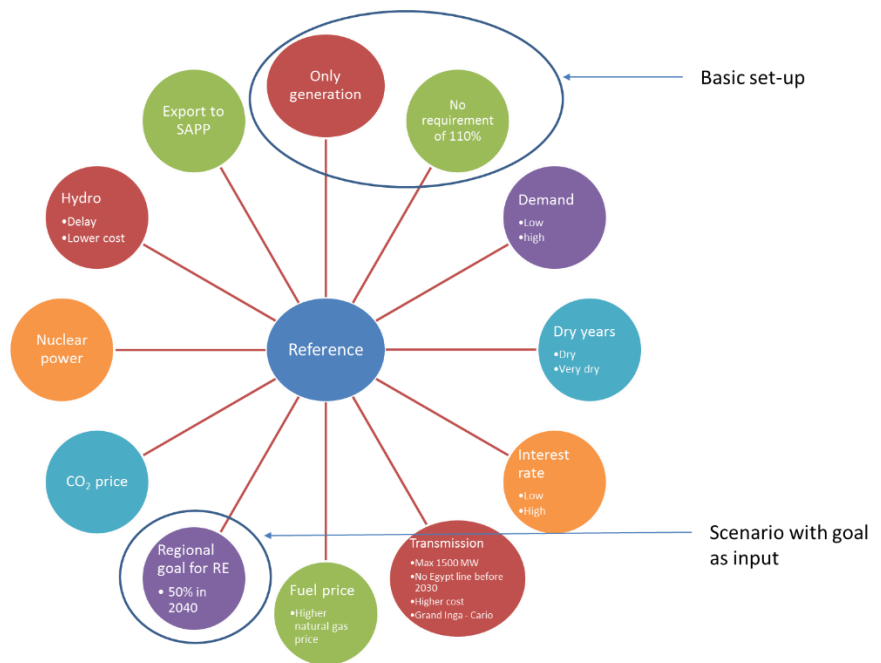 Only
generation
Basic set-up
No
requirement
of 110%
Export to
SAPP
Demand
•Low
•high
Hydro
•Delay
•Lower cost
Dry years
•Dry
•Very dry
Nuclear
power
Reference
Interest
rate
•Low
•High
CO₂ price
Scenario with goal
as input
Transmission
•Max 1500 MW
•No Egypt line before
2030
•Higher cost
•Grand Inga - Cario
Regional
goal for RE
• 50% in
2040
Fuel price
•Higher
natural gas
price